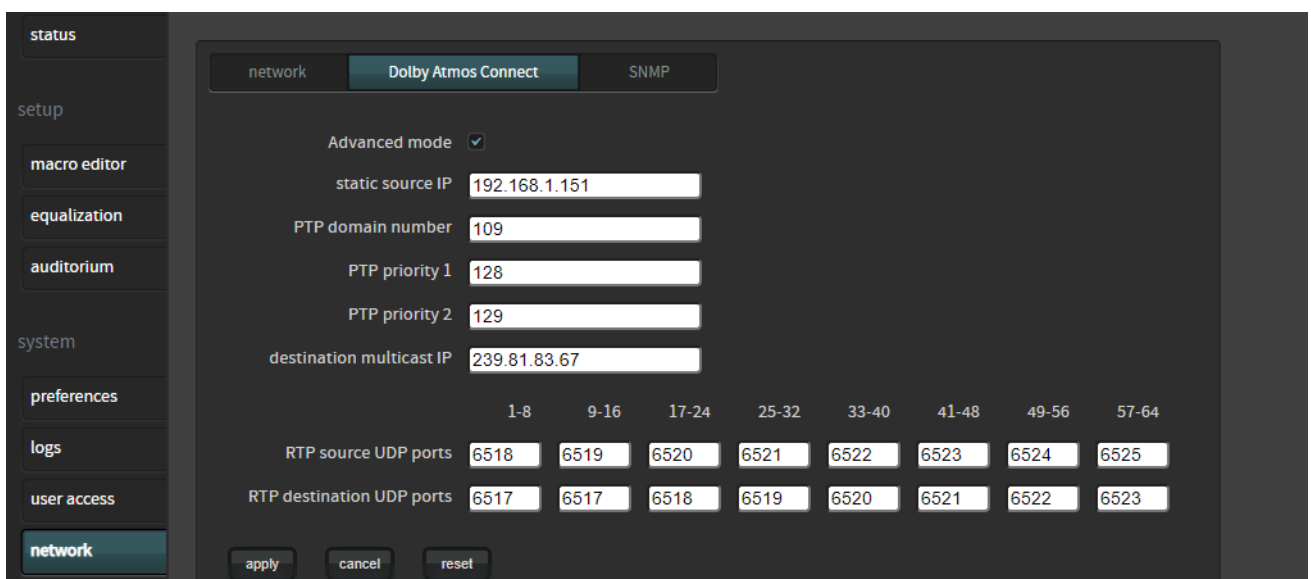 status
setup
macro editor
equalization
auditorium
system
preferences
logs
user access
network
network Dolby Atmos Connect SNMP
Advanced mode
static source IP 192.168.1.151
PTP domain number 109
PTP priority 1 128
PTP priority 2 129
destination multicast IP 239.81.83.67
1-8 9-16 17-24 25-32 33-40 41-48 49-56 57-64
RTP source UDP ports 6518 6519 6520 6521 6522 6523 6524 6525
RTP destination UDP ports 6517 6517 6518 6519 6520 6521 6522 6523
apply cancel reset